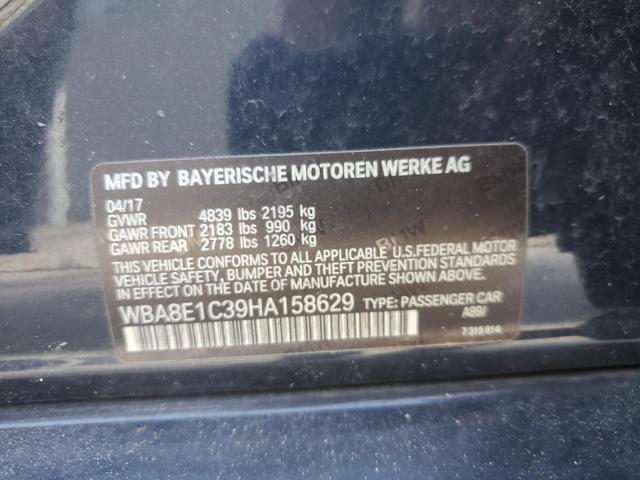 MFD BY BAYERISCHE MOTOREN WERKE AG
04/17
GVWR 4839 lbs 2195 kg
GAWR FRONT 2183 lbs 990 kg
GAWR REAR 2778 lbs 1260 kg
THIS VEHICLE CONFORMS TO ALL APPLICABLE U.S.FEDERAL MOTOR
VEHICLE SAFETY, BUMPER AND THEFT PREVENTION STANDARDS IN
EFFECT ON THE DATE OF MANUFACTURE SHOWN ABOVE.
WBA8E1C39HA158629 TYPE: PASSENGER CAR
A89/
7 315 814